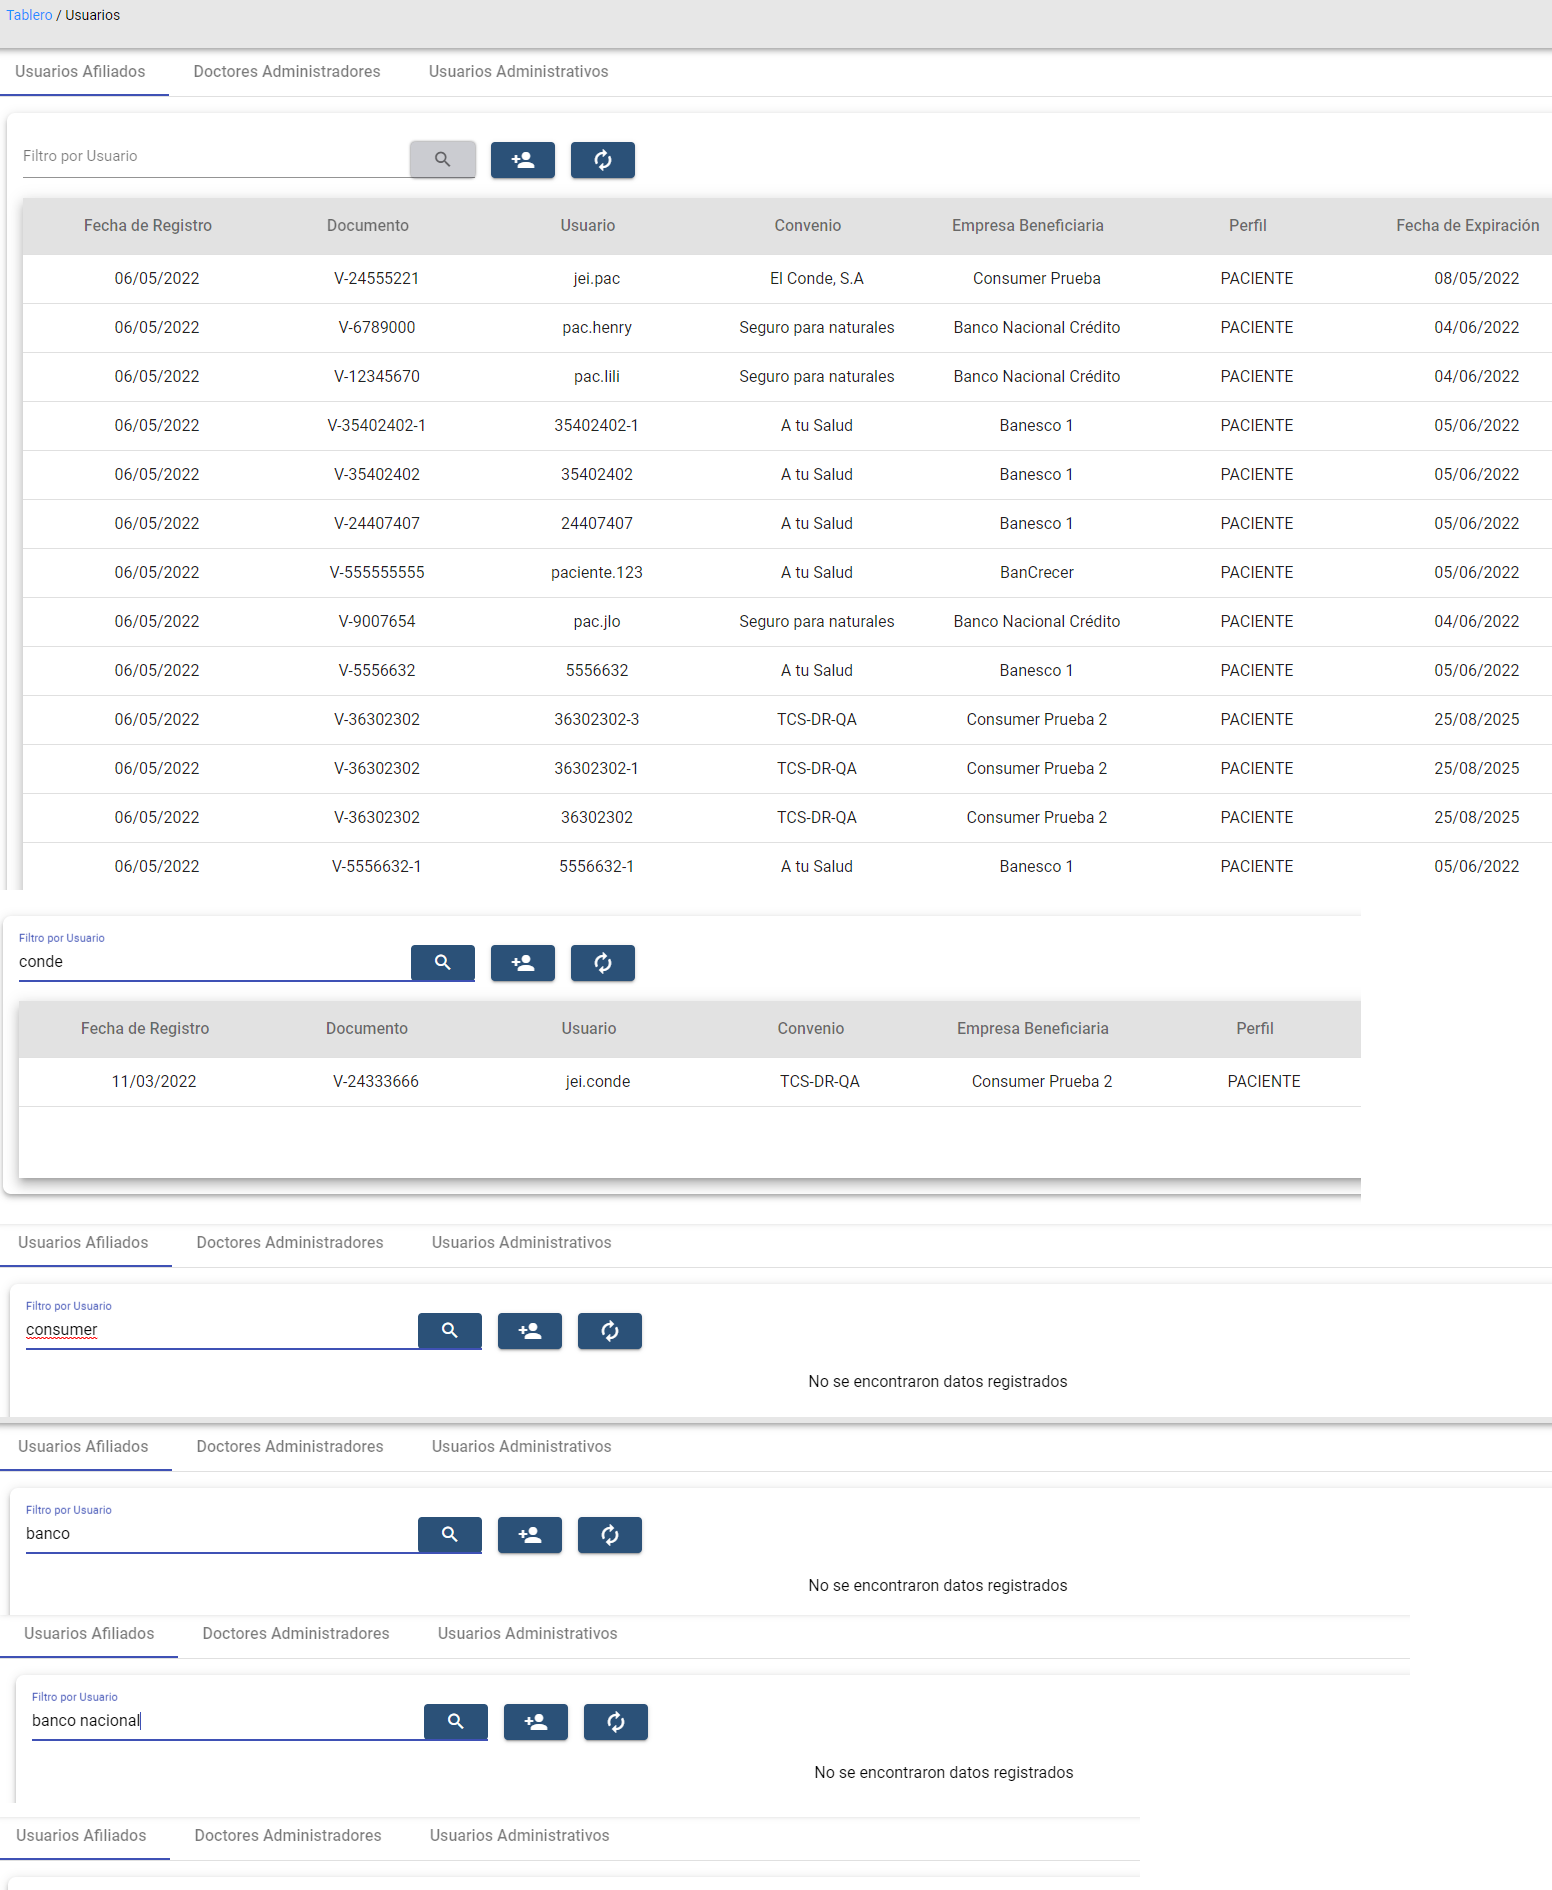 Tablero / Usuarios
Usuarios Afiliados Doctores Administradores Usuarios Administrativos
Filtro por Usuario
Fecha de Registro Documento Usuario Convenio Empresa Beneficiaria Perfil Fecha de Expiración
06/05/2022 V-24555221 jei.pac El Conde, S.A Consumer Prueba PACIENTE 08/05/2022
06/05/2022 V-6789000 pac.henry Seguro para naturales Banco Nacional Crédito PACIENTE 04/06/2022
06/05/2022 V-12345670 pac.lili Seguro para naturales Banco Nacional Crédito PACIENTE 04/06/2022
06/05/2022 V-35402402-1 35402402-1 A tu Salud Banesco 1 PACIENTE 05/06/2022
06/05/2022 V-35402402 35402402 A tu Salud Banesco 1 PACIENTE 05/06/2022
06/05/2022 V-24407407 24407407 A tu Salud Banesco 1 PACIENTE 05/06/2022
06/05/2022 V-555555555 paciente.123 A tu Salud BanCrecer PACIENTE 05/06/2022
06/05/2022 V-9007654 pac.jlo Seguro para naturales Banco Nacional Crédito PACIENTE 04/06/2022
06/05/2022 V-5556632 5556632 A tu Salud Banesco 1 PACIENTE 05/06/2022
06/05/2022 V-36302302 36302302-3 TCS-DR-QA Consumer Prueba 2 PACIENTE 25/08/2025
06/05/2022 V-36302302 36302302-1 TCS-DR-QA Consumer Prueba 2 PACIENTE 25/08/2025
06/05/2022 V-36302302 36302302 TCS-DR-QA Consumer Prueba 2 PACIENTE 25/08/2025
06/05/2022 V-5556632-1 5556632-1 A tu Salud Banesco 1 PACIENTE 05/06/2022
Filtro por Usuario
conde
Fecha de Registro Documento Usuario Convenio Empresa Beneficiaria Perfil
11/03/2022 V-24333666 jei.conde TCS-DR-QA Consumer Prueba 2 PACIENTE
Usuarios Afiliados Doctores Administradores Usuarios Administrativos
Filtro por Usuario
consumer
No se encontraron datos registrados
Usuarios Afiliados Doctores Administradores Usuarios Administrativos
Filtro por Usuario
banco
No se encontraron datos registrados
Usuarios Afiliados Doctores Administradores Usuarios Administrativos
Filtro por Usuario
banco nacional
No se encontraron datos registrados
Usuarios Afiliados Doctores Administradores Usuarios Administrativos